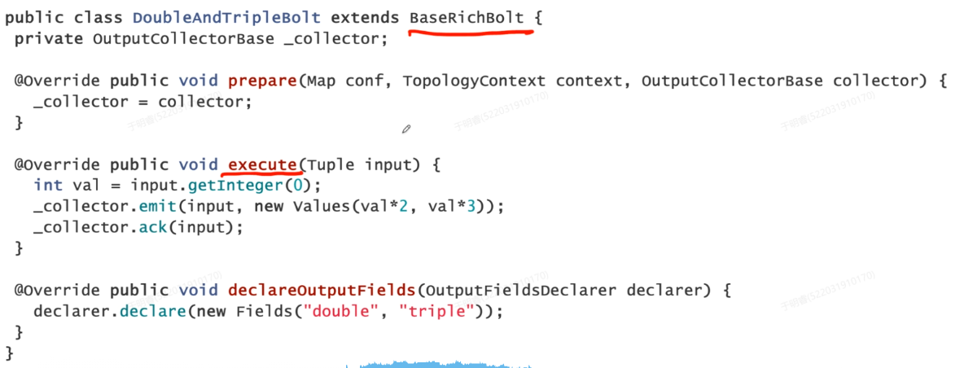 public class DoubleAndTripleBolt extends BaseRichBolt {
private OutputCollectorBase _collector;
@Override public void prepare(Map conf, TopologyContext context, OutputCollectorBase collector) {
_collector = collector;
}
@Override public void execute(Tuple input) {
int val = input.getInteger(0);
_collector.emit(input, new Values(val*2, val*3));
_collector.ack(input);
}
@Override public void declareOutputFields(OutputFieldsDeclarer declarer) {
declarer.declare(new Fields("double", "triple"));
}
}